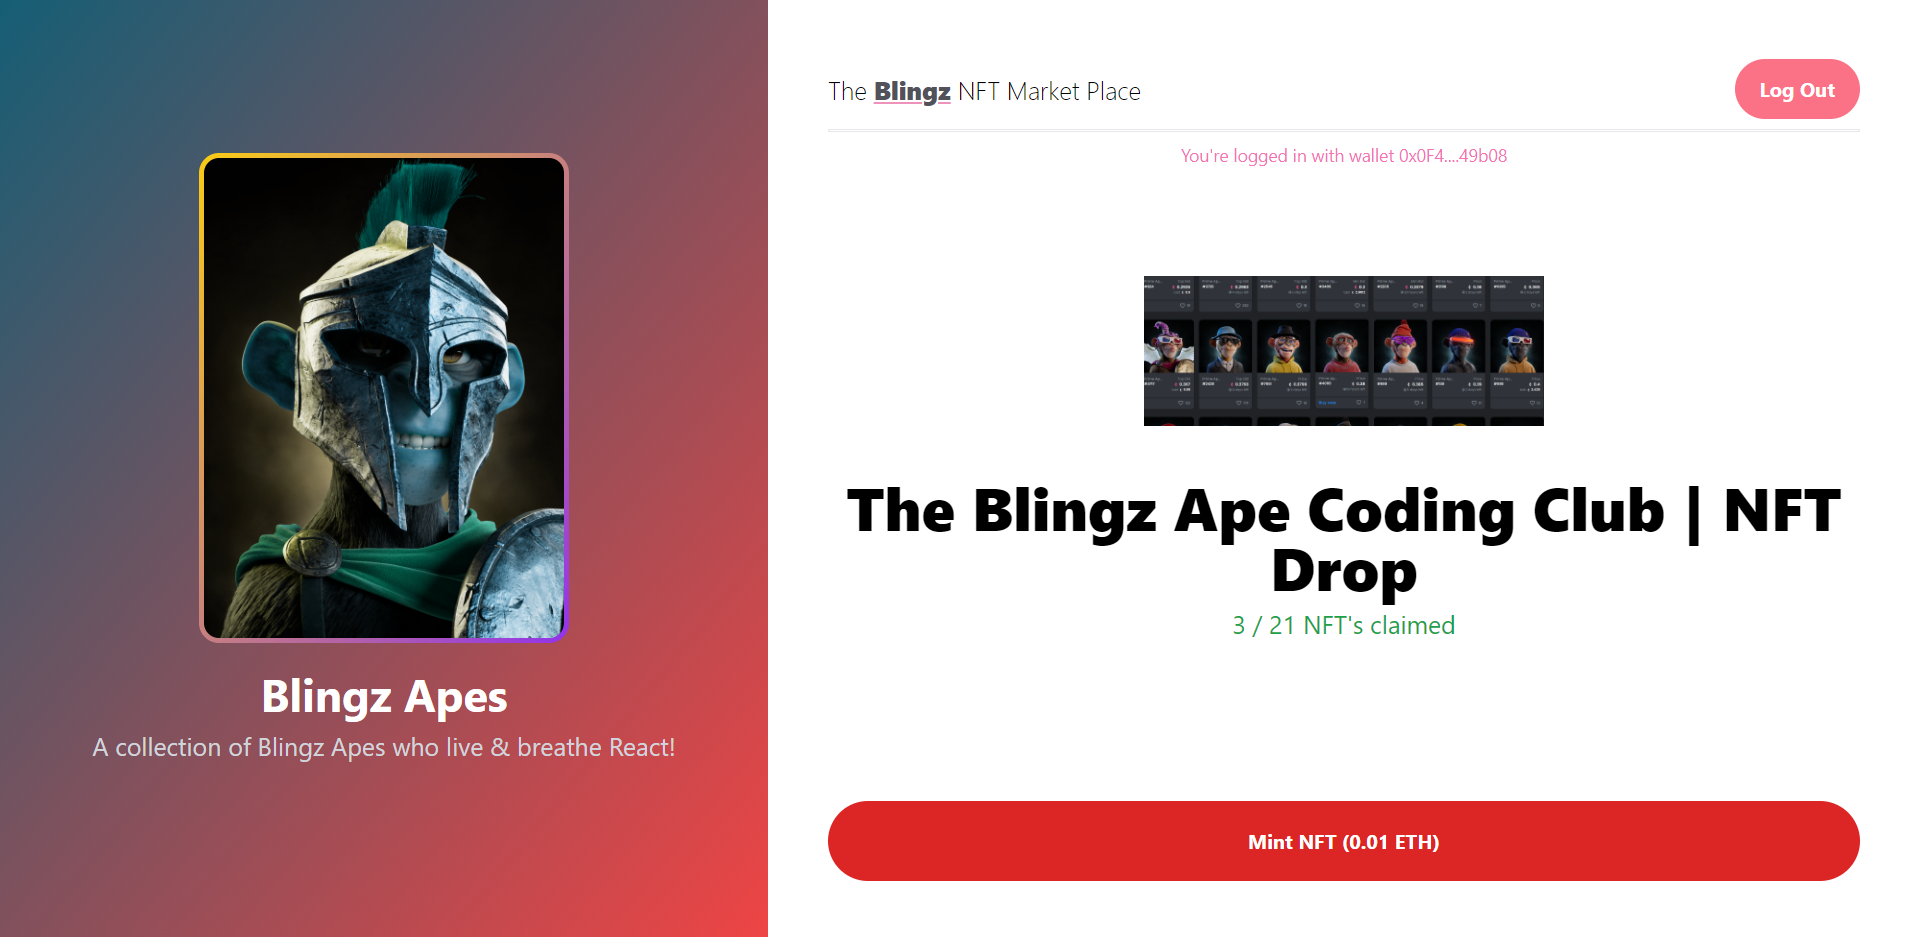 Blingz Apes
A collection of Blingz Apes who live & breathe React!
The Blingz NFT Market Place
Log Out
You're logged in with wallet 0x0F4....49b08
The Blingz Ape Coding Club | NFT
Drop
3 / 21 NFT's claimed
Mint NFT (0.01 ETH)